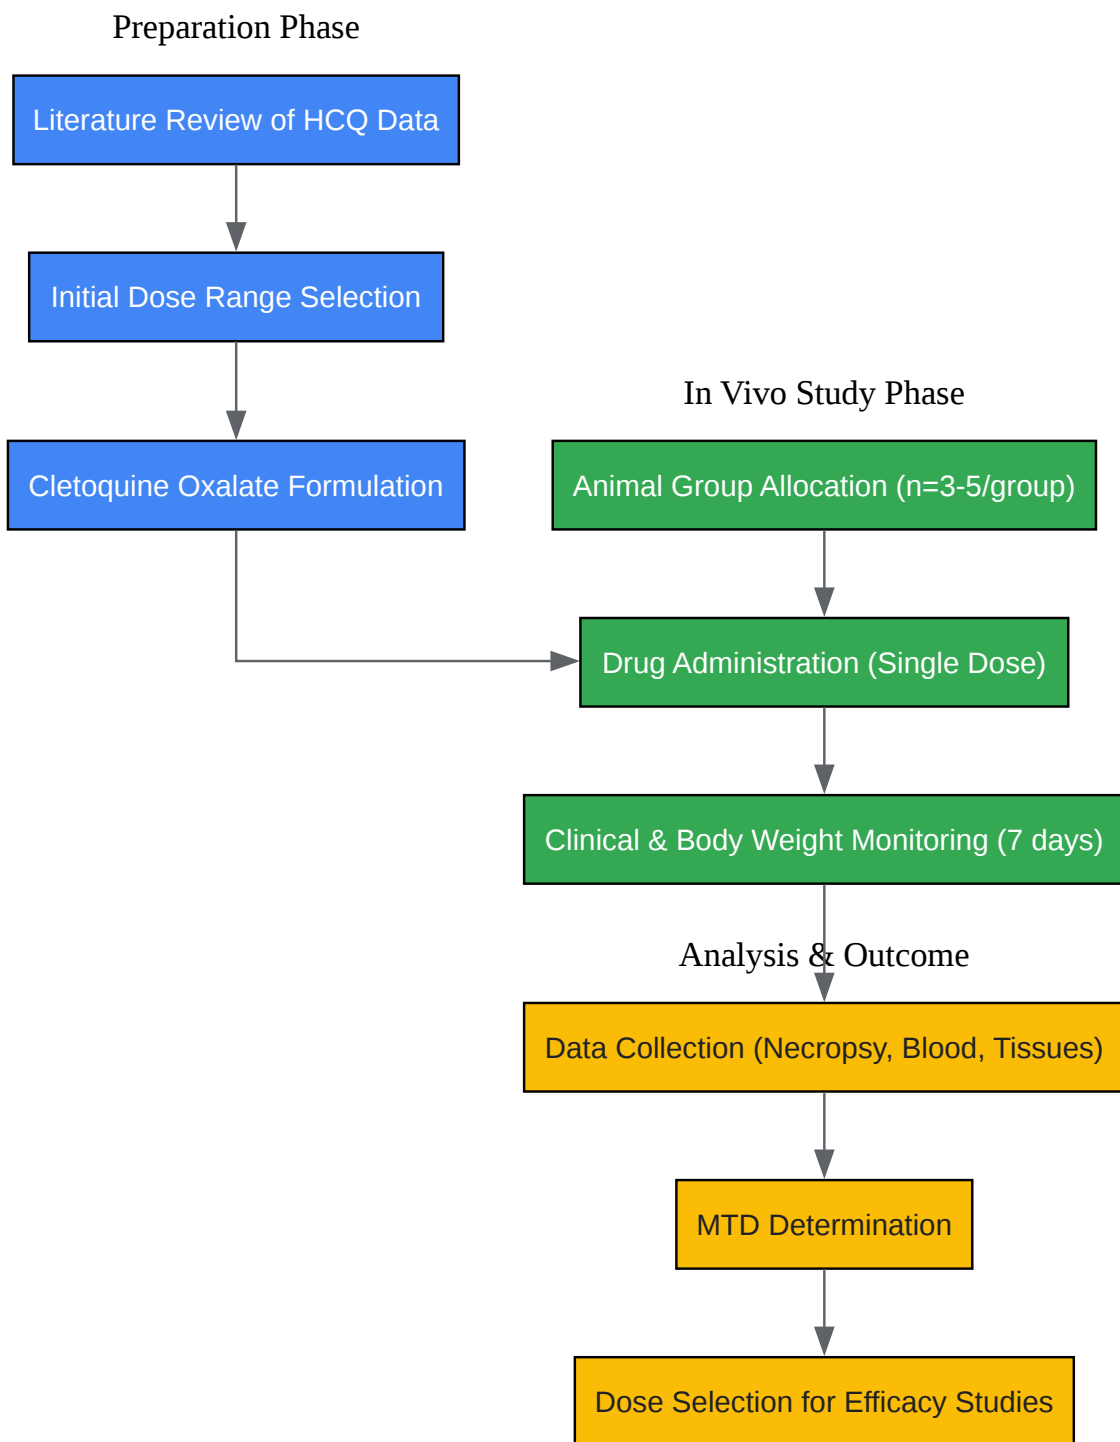 Preparation Phase
Literature Review of HCQ Data
Initial Dose Range Selection
Cletoquine Oxalate Formulation
In Vivo Study Phase
Animal Group Allocation (n=3-5/group)
Drug Administration (Single Dose)
Clinical & Body Weight Monitoring (7 days)
Analysis & Outcome
Data Collection (Necropsy, Blood, Tissues)
MTD Determination
Dose Selection for Efficacy Studies